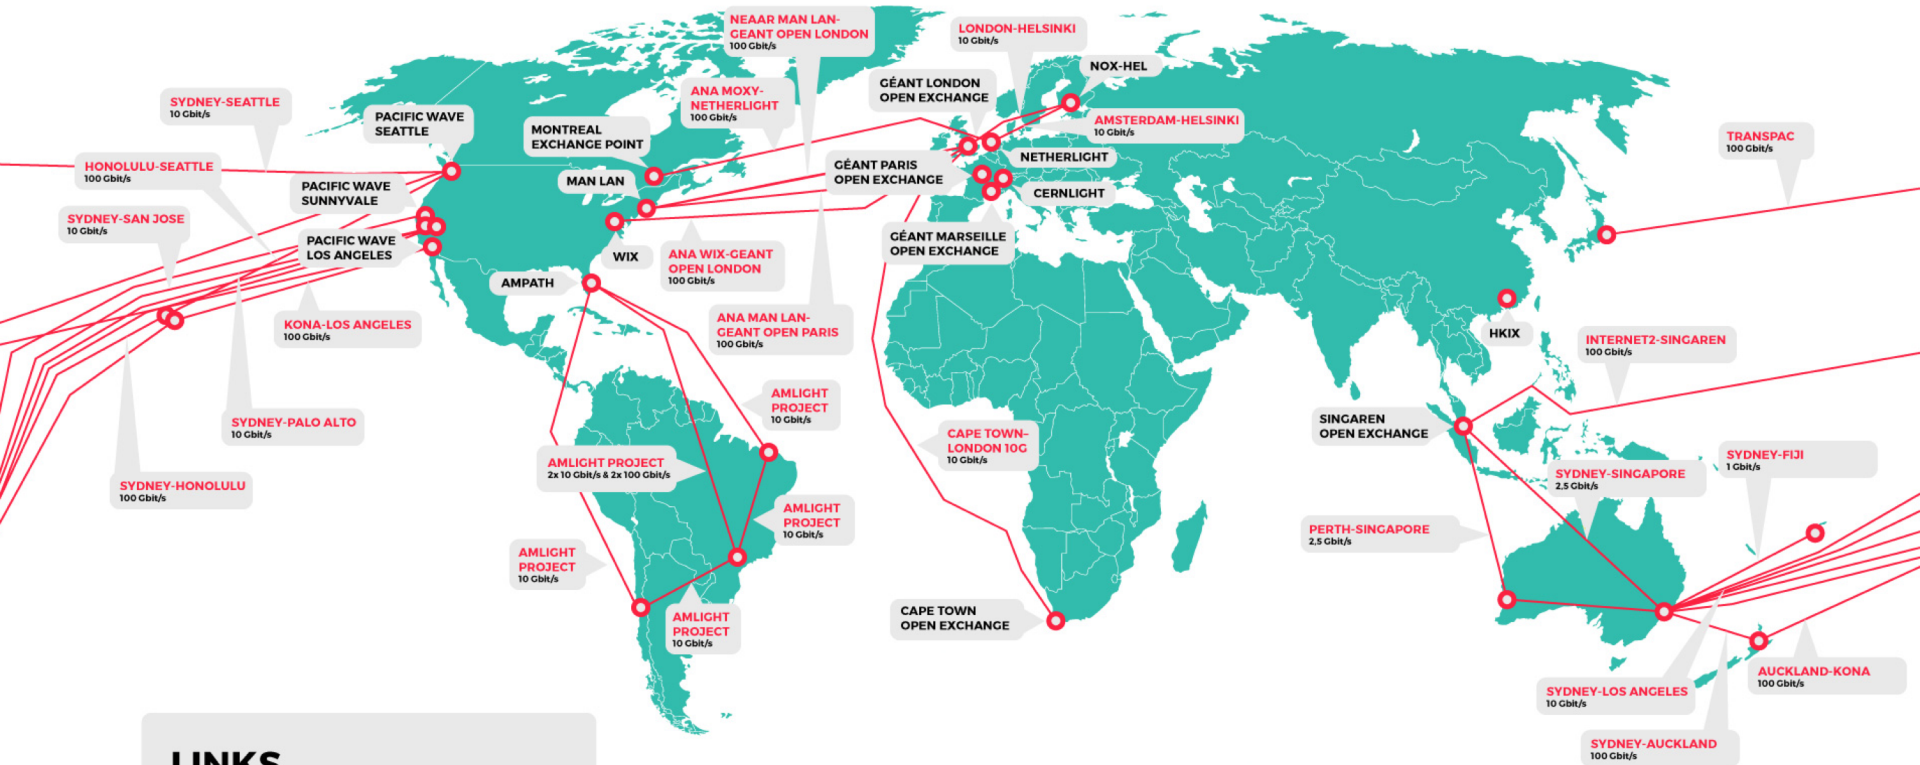 NEAAR MAN LAN-
GEANT OPEN LONDON
100 Gbit/s
LONDON-HELSINKI
10 Gbit/s
NOX-HEL
GÉANT LONDON
OPEN EXCHANGE
ANA MOXY-
NETHERLIGHT
100 Gbit/s
SYDNEY-SEATTLE
10 Gbit/s
PACIFIC WAVE
SEATTLE
MONTREAL
EXCHANGE POINT
AMSTERDAM-HELSINKI
10 Gbit/s
TRANSPAC
100 Gbit/s
HONOLULU-SEATTLE
100 Gbit/s
PACIFIC WAVE
SUNNYVALE
MAN LAN
GÉANT PARIS
OPEN EXCHANGE
NETHERLIGHT
CERNLIGHT
SYDNEY-SAN JOSE
10 Gbit/s
PACIFIC WAVE
LOS ANGELES
WIX
ANA WIX-GEANT
OPEN LONDON
100 Gbit/s
GÉANT MARSEILLE
OPEN EXCHANGE
AMPATH
KONA-LOS ANGELES
100 Gbit/s
ANA MAN LAN-
GEANT OPEN PARIS
100 Gbit/s
HKIX
INTERNET2-SINGAREN
100 Gbit/s
SYDNEY-PALO ALTO
10 Gbit/s
AMLIGHT
PROJECT
10 Gbit/s
SINGAREN
OPEN EXCHANGE
CAPE TOWN-
LONDON 10G
10 Gbit/s
AMLIGHT PROJECT
2x 10 Gbit/s & 2x 100 Gbit/s
SYDNEY-FIJI
1 Gbit/s
SYDNEY-SINGAPORE
2,5 Gbit/s
SYDNEY-HONOLULU
100 Gbit/s
AMLIGHT
PROJECT
10 Gbit/s
PERTH-SINGAPORE
2,5 Gbit/s
AMLIGHT
PROJECT
10 Gbit/s
CAPE TOWN
OPEN EXCHANGE
AMLIGHT
PROJECT
10 Gbit/s
AUCKLAND-KONA
100 Gbit/s
SYDNEY-LOS ANGELES
10 Gbit/s
SYDNEY-AUCKLAND
100 Gbit/s
LINKS